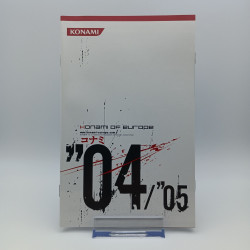 KONAMI
Konami of europe
コナミ
"04/"05